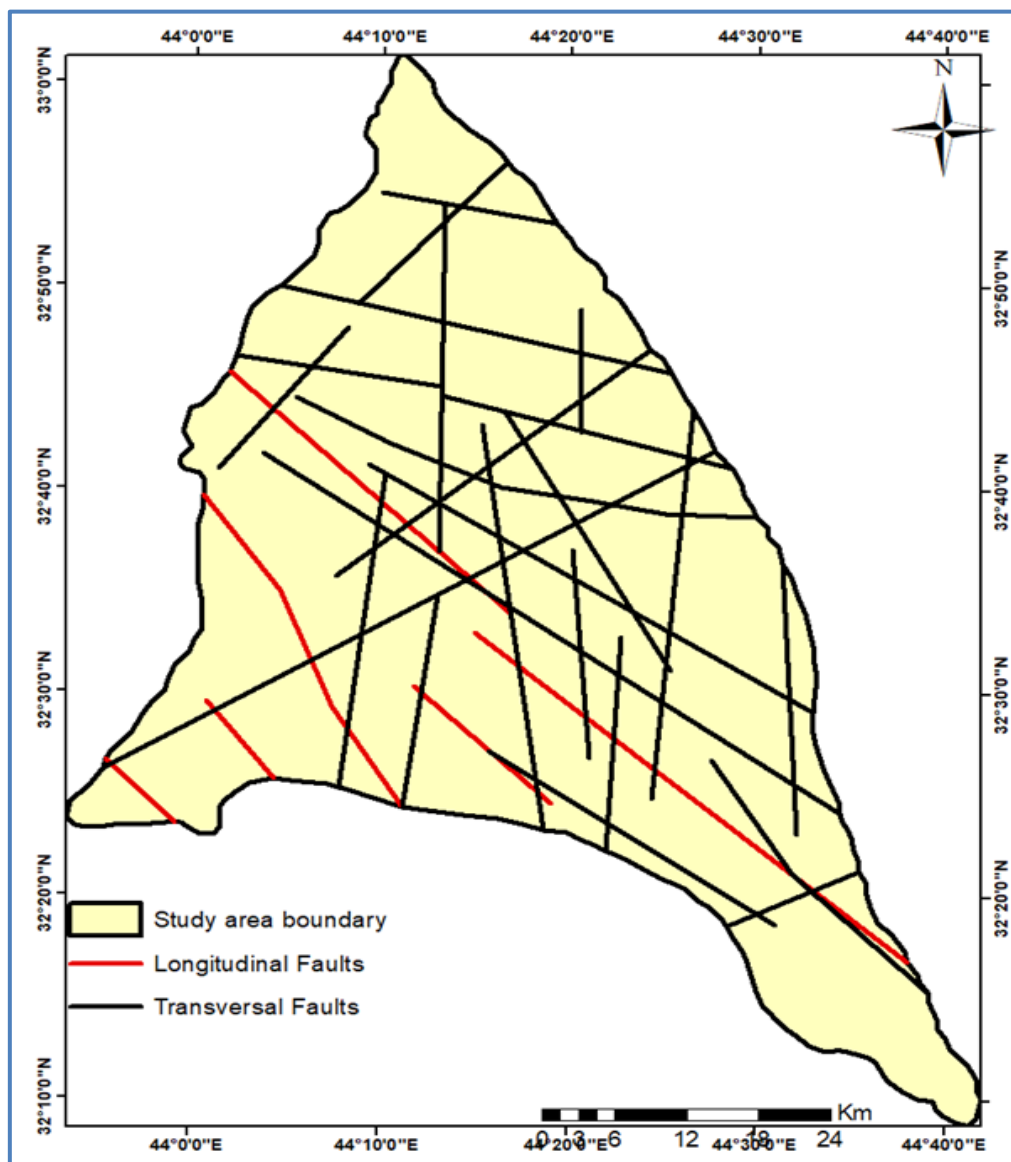 44°0'0"E 44°10'0"E 44°20'0"E 44°30'0"E 44°40'0"E
N
33°0'0"N
32°50'0"N
32°40'0"N
32°30'0"N
32°20'0"N
32°10'0"N
32°50'0"N
32°40'0"N
32°30'0"N
32°20'0"N
Study area boundary
Longitudinal Faults
Transversal Faults
Km
0 3 6 12 18 24
44°0'0"E 44°10'0"E 44°20'0"E 44°30'0"E 44°40'0"E